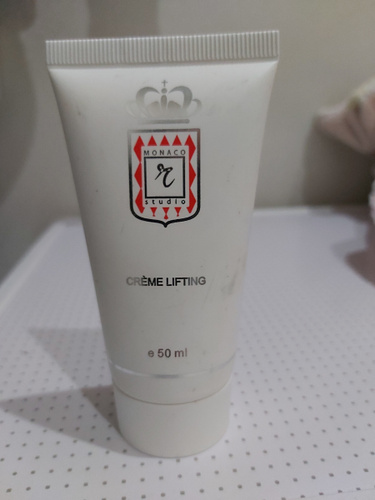 MONACO
studio
CRÈME LIFTING
e 50 ml